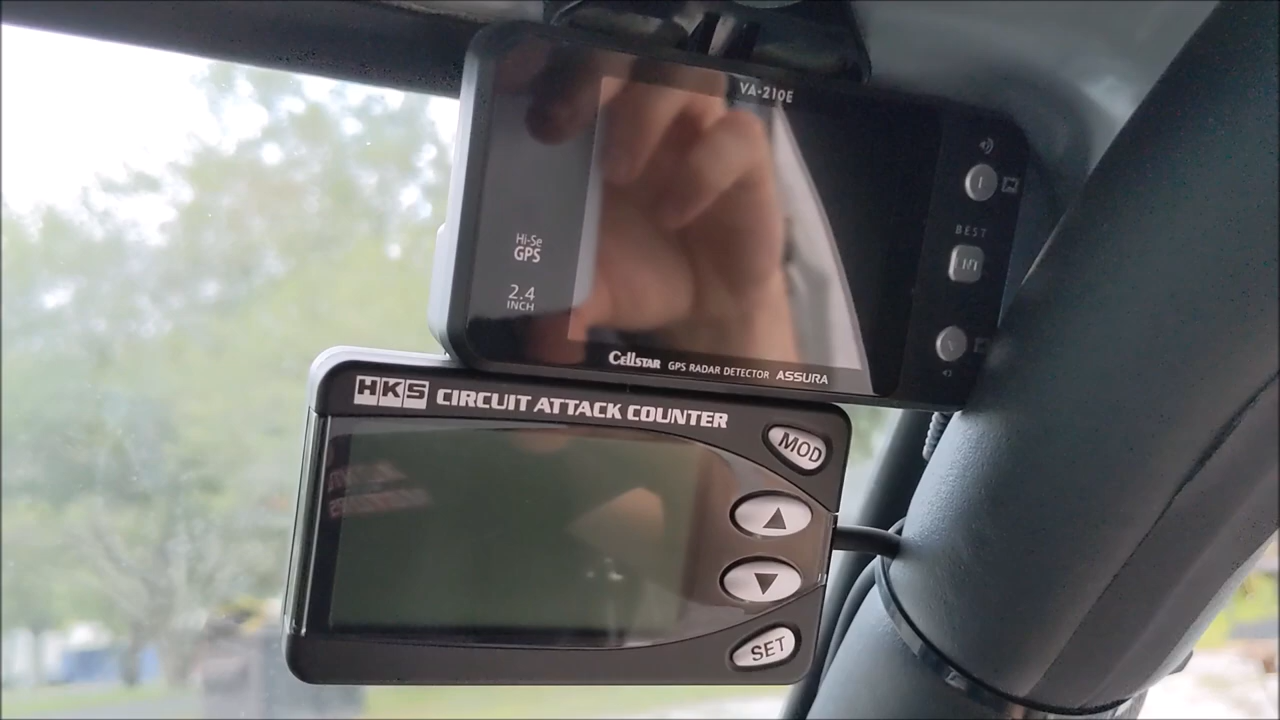 VA-210E
Hi-Se
GPS
2.4
INCH
BEST
CELLSTAR GPS RADAR DETECTOR ASSURA
HKS CIRCUIT ATTACK COUNTER
MOD
SET